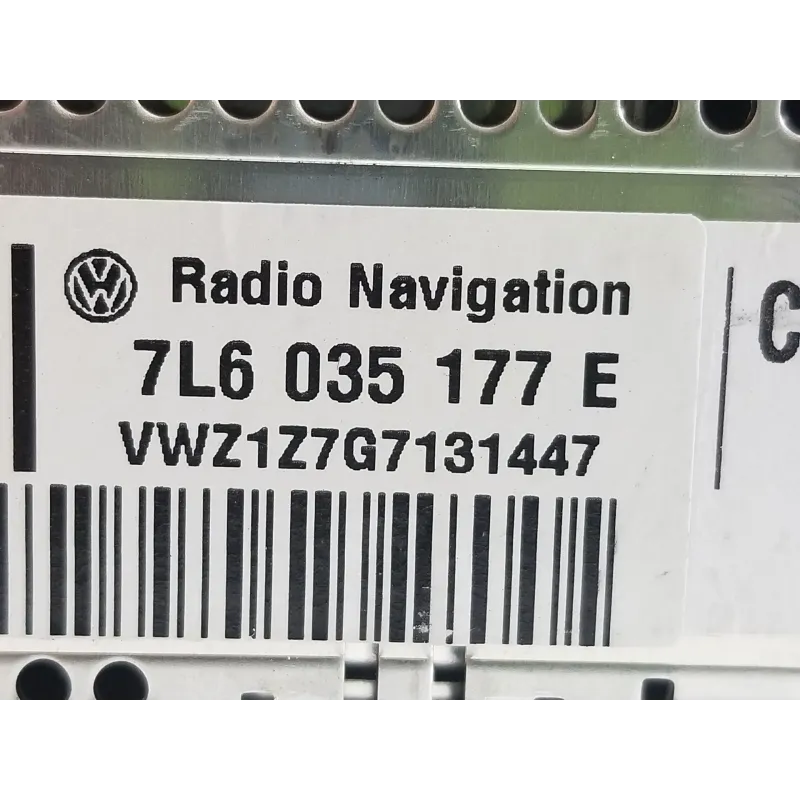 Radio Navigation
7L6 035 177 E
VWZ1Z7G7131447
C